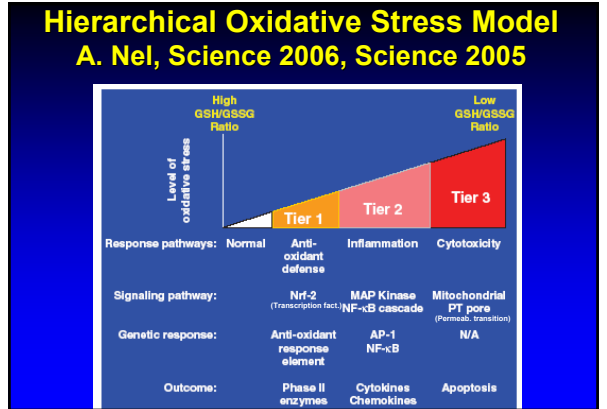 Hierarchical Oxidative Stress Model
A. Nel, Science 2006, Science 2005
High
GSH/GSSG
Ratio
Low
GSH/GSSG
Ratio
Level of
oxidative stress
Tier 1
Tier 2
Tier 3
Response pathways: Normal Anti-oxidant defense Inflammation Cytotoxicity
Signaling pathway: Nrf-2 (Transcription fact.) MAP Kinase NF-κB cascade Mitochondrial PT pore (Permeab. transition)
Genetic response: Anti-oxidant response element AP-1 NF-κB N/A
Outcome: Phase II enzymes Cytokines Chemokines Apoptosis